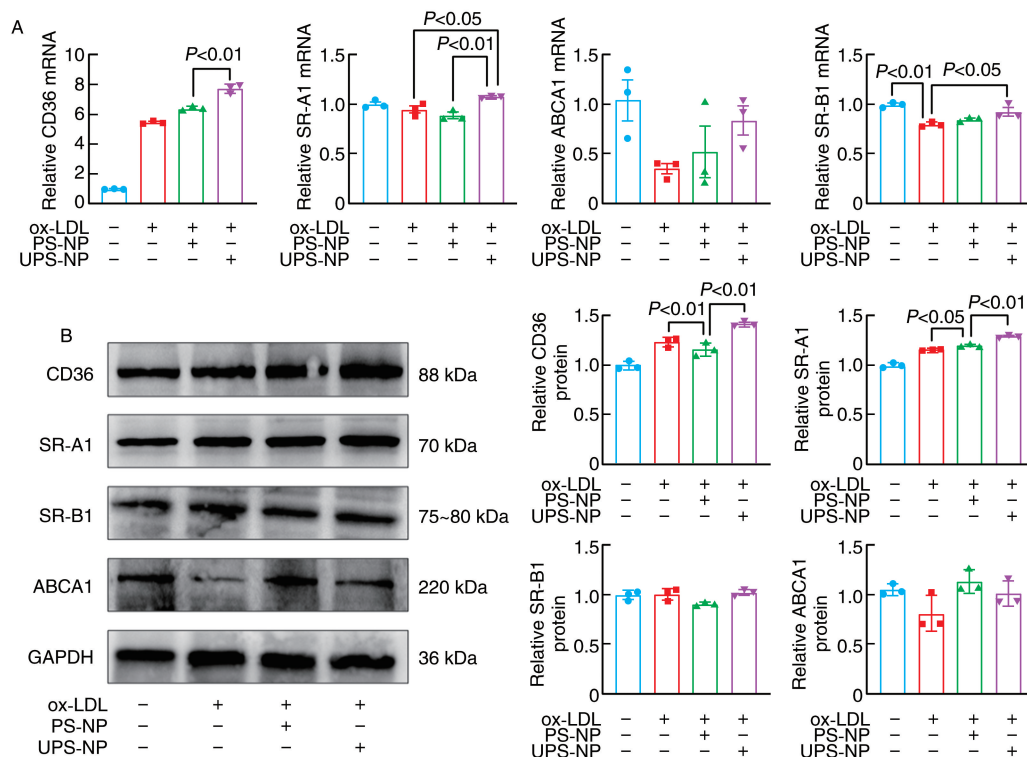 A
Relative CD36 mRNA
10
8
6
4
2
0
P<0.01
ox-LDL – + + +
PS-NP – – + –
UPS-NP – – – +
Relative SR-A1 mRNA
1.5
1.0
0.5
0
P<0.05
P<0.01
ox-LDL – + + +
PS-NP – – + –
UPS-NP – – – +
Relative ABCA1 mRNA
1.5
1.0
0.5
0
ox-LDL – + + +
PS-NP – – + –
UPS-NP – – – +
Relative SR-B1 mRNA
1.5
1.0
0.5
0
P<0.01
P<0.05
ox-LDL – + + +
PS-NP – – + –
UPS-NP – – – +
B
CD36 88 kDa
SR-A1 70 kDa
SR-B1 75~80 kDa
ABCA1 220 kDa
GAPDH 36 kDa
ox-LDL – + + +
PS-NP – – + –
UPS-NP – – – +
Relative CD36
protein
1.5
1.0
0.5
0
P<0.01
P<0.01
ox-LDL – + + +
PS-NP – – + –
UPS-NP – – – +
Relative SR-A1
protein
1.5
1.0
0.5
0
P<0.05
P<0.01
ox-LDL – + + +
PS-NP – – + –
UPS-NP – – – +
Relative SR-B1
protein
1.5
1.0
0.5
0
ox-LDL – + + +
PS-NP – – + –
UPS-NP – – – +
Relative ABCA1
protein
1.5
1.0
0.5
0
ox-LDL – + + +
PS-NP – – + –
UPS-NP – – – +